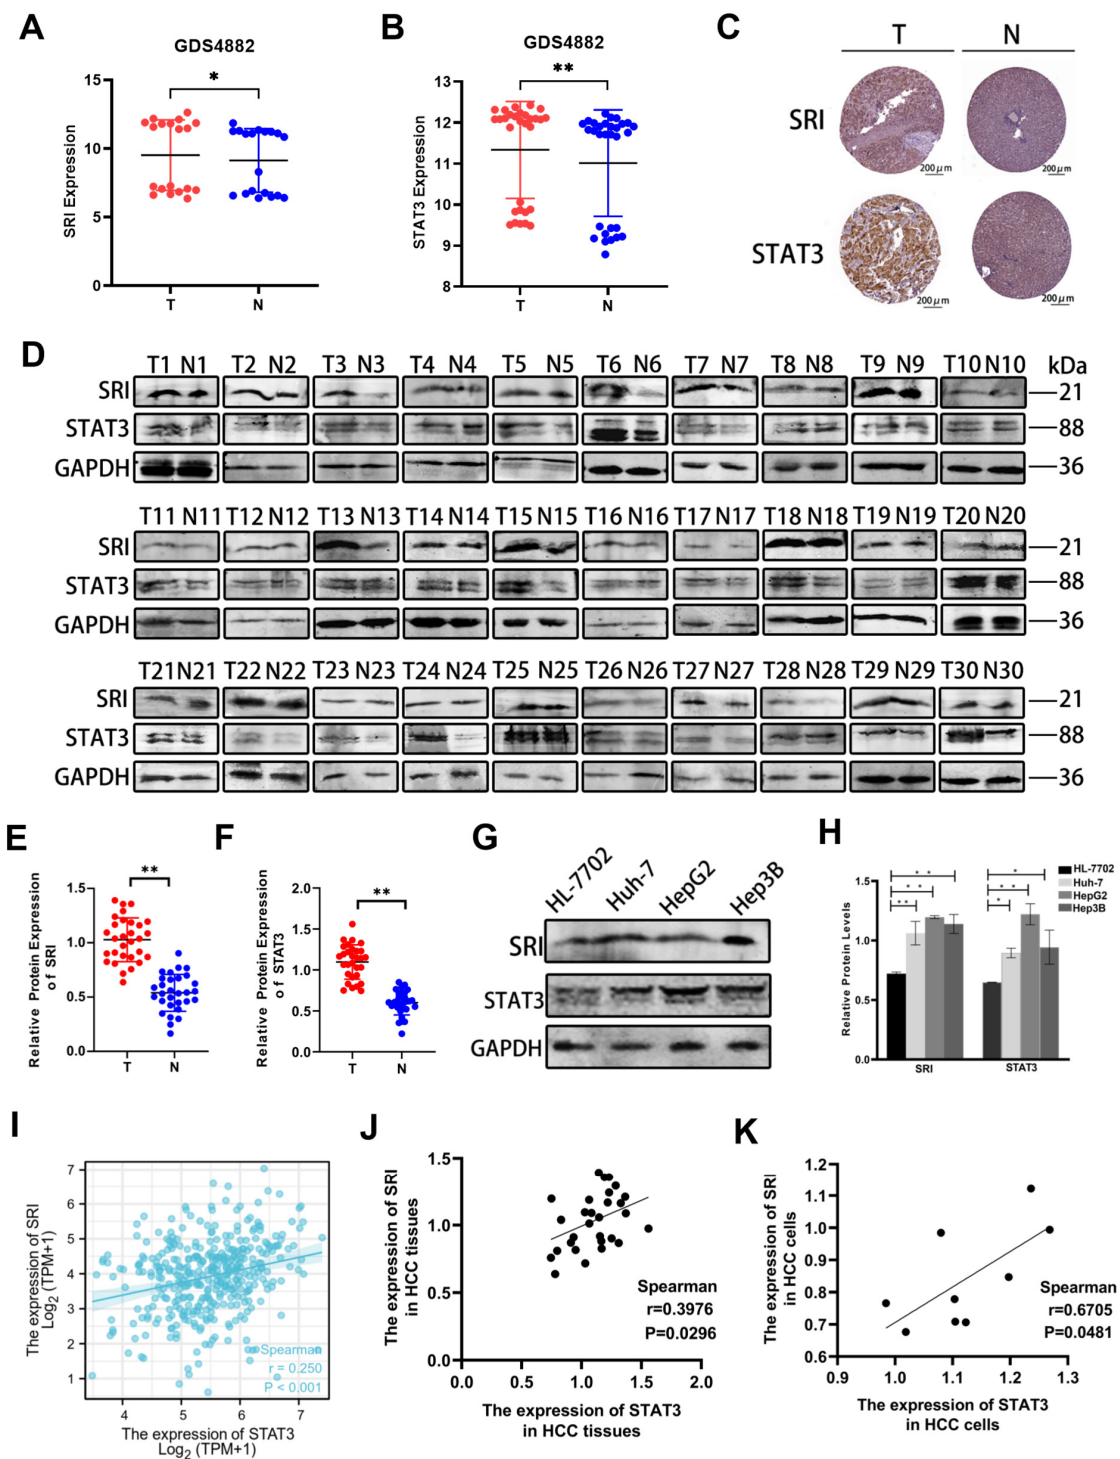 A
GDS4882
*
15
10
5
0
SRI Expression
T N
B
GDS4882
**
13
12
11
10
9
8
STAT3 Expression
T N
C
T N
SRI
200μm 200μm
STAT3
200μm 200μm
D
T1 N1 T2 N2 T3 N3 T4 N4 T5 N5 T6 N6 T7 N7 T8 N8 T9 N9 T10 N10 kDa
SRI 21
STAT3 88
GAPDH 36
T11 N11 T12 N12 T13 N13 T14 N14 T15 N15 T16 N16 T17 N17 T18 N18 T19 N19 T20 N20
SRI 21
STAT3 88
GAPDH 36
T21 N21 T22 N22 T23 N23 T24 N24 T25 N25 T26 N26 T27 N27 T28 N28 T29 N29 T30 N30
SRI 21
STAT3 88
GAPDH 36
E
**
1.5
1.0
0.5
0.0
Relative Protein Expression
of SRI
T N
F
**
2.0
1.5
1.0
0.5
0.0
Relative Protein Expression
of STAT3
T N
G
HL-7702 Huh-7 HepG2 Hep3B
SRI
STAT3
GAPDH
H
HL-7702
Huh-7
HepG2
Hep3B
**
**
**
*
**
*
1.5
1.0
0.5
0.0
Relative Protein Levels
SRI STAT3
I
7
6
5
4
3
2
1
The expression of SRI
Log2 (TPM+1)
Spearman
r = 0.250
P < 0.001
4 5 6 7
The expression of STAT3
Log2 (TPM+1)
J
1.5
1.0
0.5
0.0
The expression of SRI
in HCC tissues
Spearman
r=0.3976
P=0.0296
0.0 0.5 1.0 1.5 2.0
The expression of STAT3
in HCC tissues
K
1.2
1.1
1.0
0.9
0.8
0.7
0.6
The expression of SRI
in HCC cells
Spearman
r=0.6705
P=0.0481
0.9 1.0 1.1 1.2 1.3
The expression of STAT3
in HCC cells